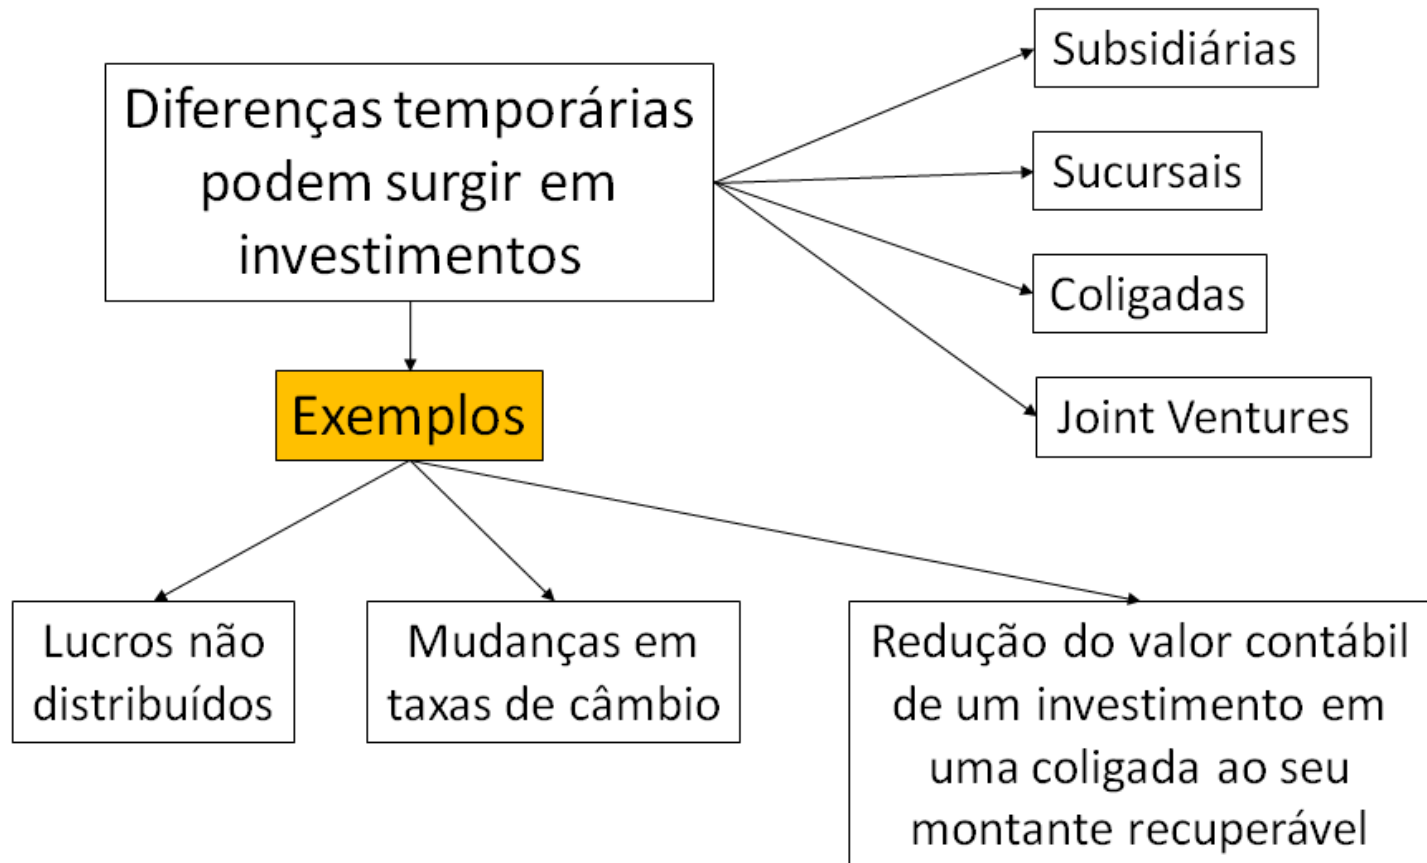 Diferenças temporárias
podem surgir em
investimentos
Subsidiárias
Sucursais
Coligadas
Joint Ventures
Exemplos
Lucros não
distribuídos
Mudanças em
taxas de câmbio
Redução do valor contábil
de um investimento em
uma coligada ao seu
montante recuperável